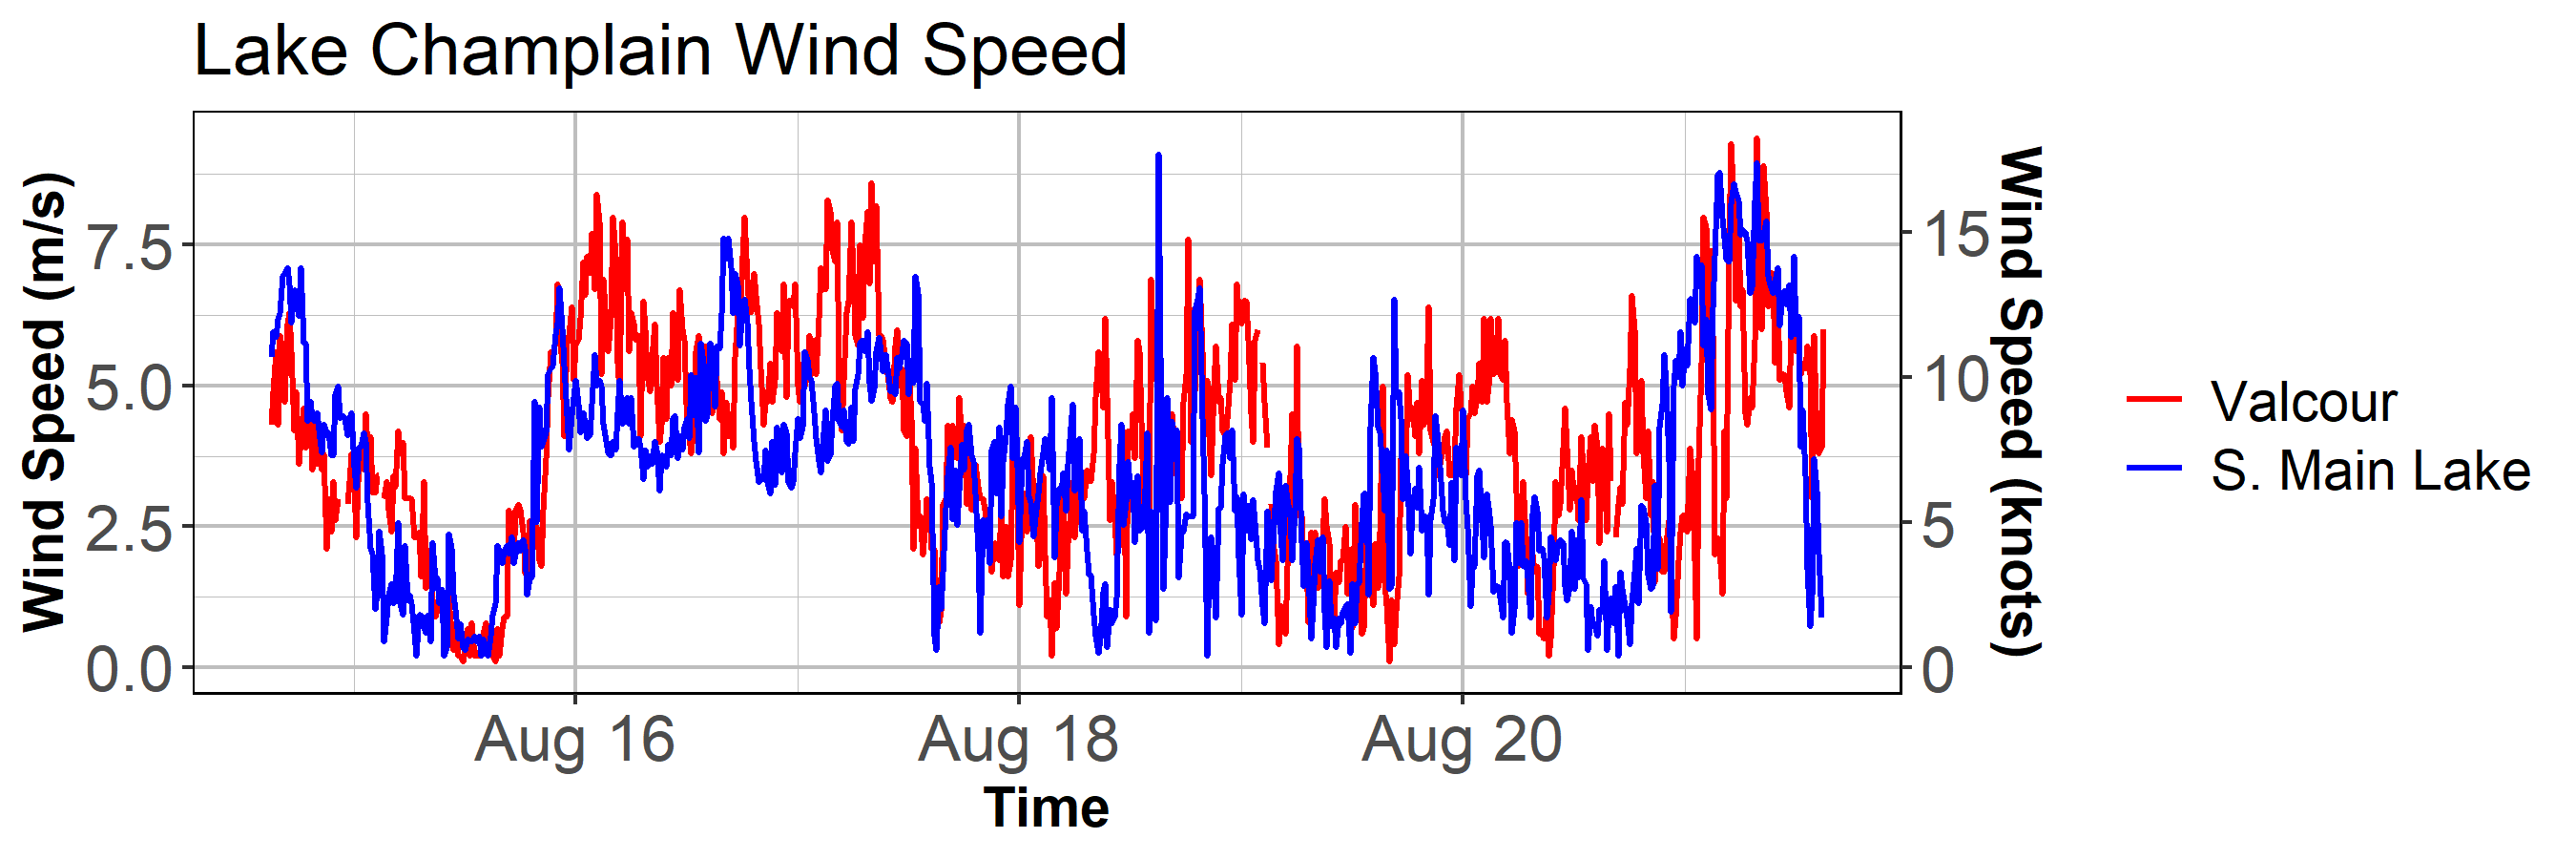 Lake Champlain Wind Speed
Wind Speed (m/s)
7.5
5.0
2.5
0.0
15
10
5
0
Wind Speed (knots)
Aug 16
Aug 18
Aug 20
Time
Valcour
S. Main Lake